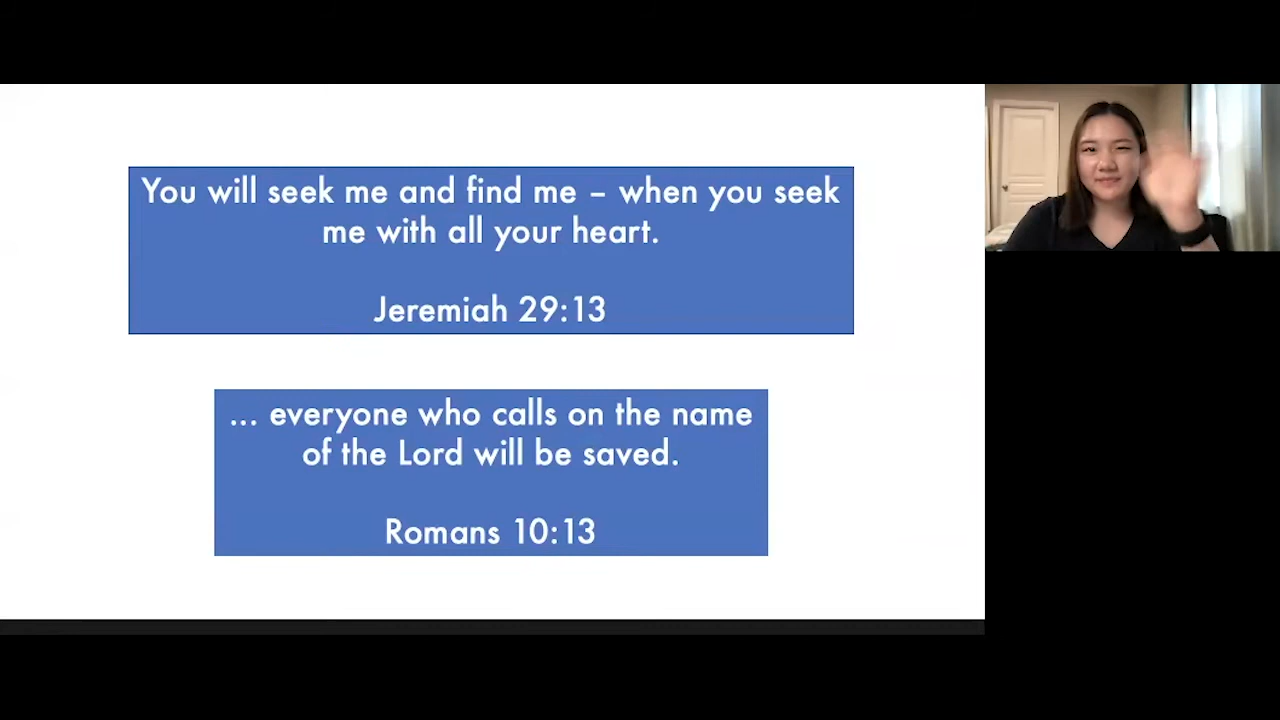 You will seek me and find me – when you seek
me with all your heart.
Jeremiah 29:13
... everyone who calls on the name
of the Lord will be saved.
Romans 10:13